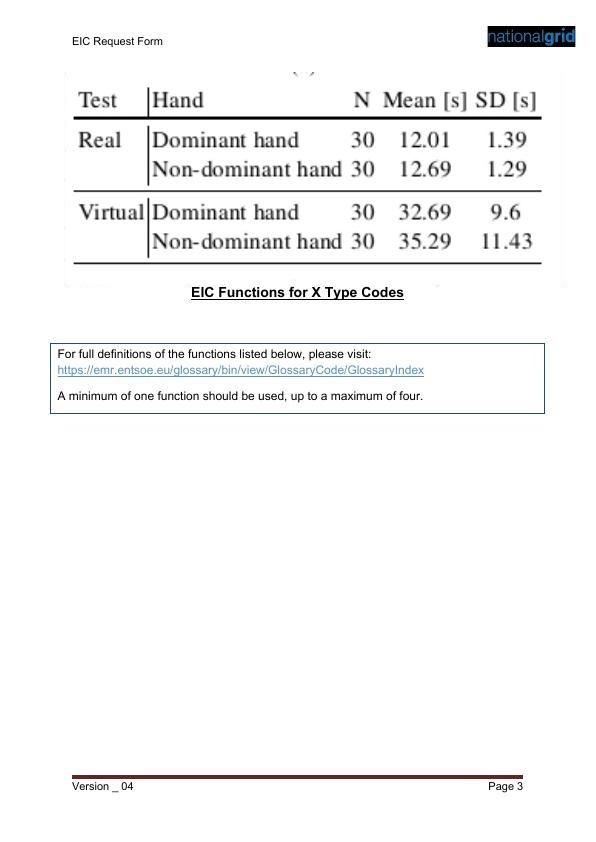 EIC Request Form
nationalgrid
Test Hand N Mean [s] SD [s]
Real Dominant hand 30 12.01 1.39
Non-dominant hand 30 12.69 1.29
Virtual Dominant hand 30 32.69 9.6
Non-dominant hand 30 35.29 11.43
EIC Functions for X Type Codes
For full definitions of the functions listed below, please visit:
https://emr.entsoe.eu/glossary/bin/view/GlossaryCode/GlossaryIndex
A minimum of one function should be used, up to a maximum of four.
Version _ 04 Page 3